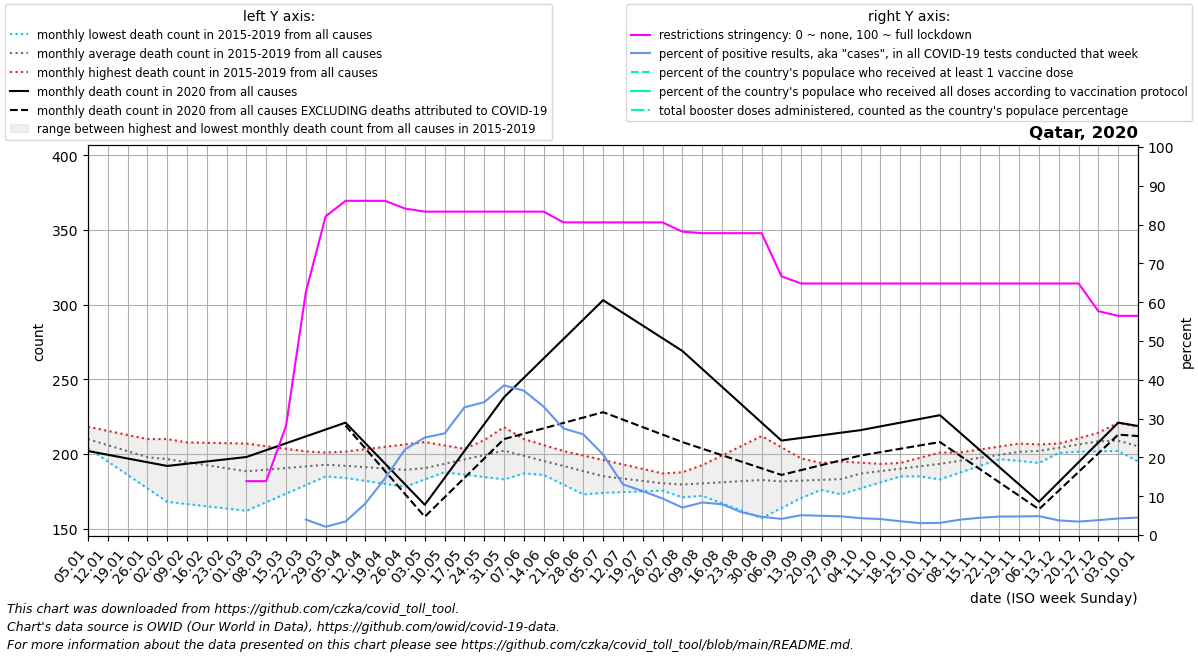 left Y axis:
monthly lowest death count in 2015-2019 from all causes
monthly average death count in 2015-2019 from all causes
monthly highest death count in 2015-2019 from all causes
monthly death count in 2020 from all causes
monthly death count in 2020 from all causes EXCLUDING deaths attributed to COVID-19
range between highest and lowest monthly death count from all causes in 2015-2019
right Y axis:
restrictions stringency: 0 ~ none, 100 ~ full lockdown
percent of positive results, aka "cases", in all COVID-19 tests conducted that week
percent of the country's populace who received at least 1 vaccine dose
percent of the country's populace who received all doses according to vaccination protocol
total booster doses administered, counted as the country's populace percentage
Qatar, 2020
400
350
300
250
200
150
count
100
90
80
70
60
50
40
30
20
10
0
percent
05.01 12.01 19.01 26.01 02.02 09.02 16.02 23.02 01.03 08.03 15.03 22.03 29.03 05.04 12.04 19.04 26.04 03.05 10.05 17.05 24.05 31.05 07.06 14.06 21.06 28.06 05.07 12.07 19.07 26.07 02.08 09.08 16.08 23.08 30.08 06.09 13.09 20.09 27.09 04.10 11.10 18.10 25.10 01.11 08.11 15.11 22.11 29.11 06.12 13.12 20.12 27.12 03.01 10.01
date (ISO week Sunday)
This chart was downloaded from https://github.com/czka/covid_toll_tool.
Chart's data source is OWID (Our World in Data), https://github.com/owid/covid-19-data.
For more information about the data presented on this chart please see https://github.com/czka/covid_toll_tool/blob/main/README.md.